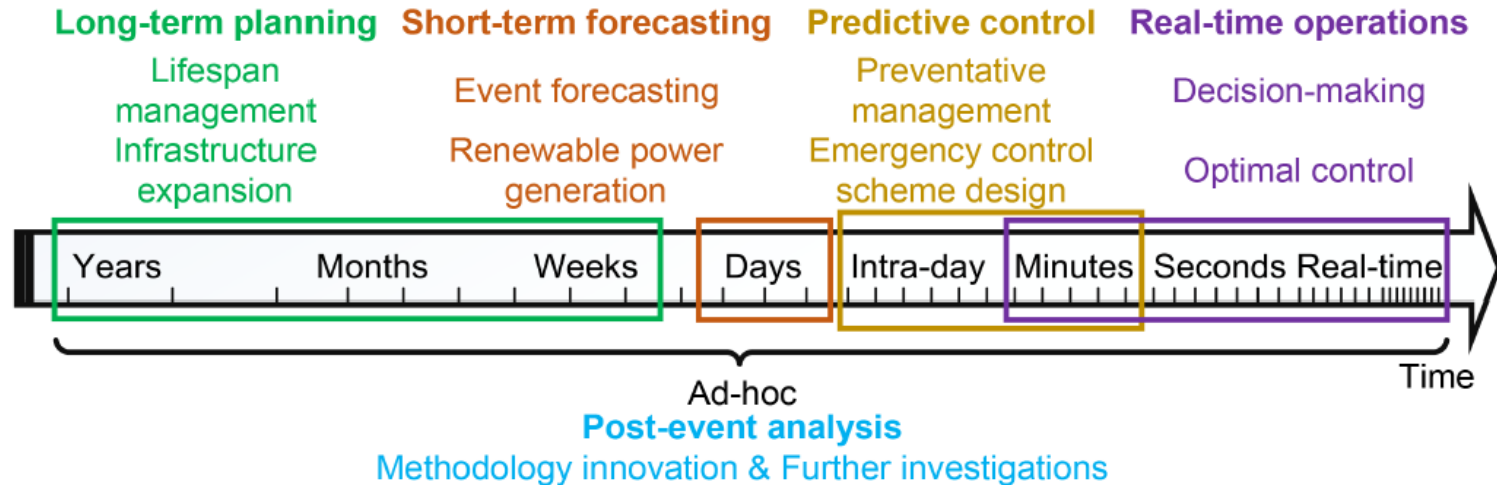 Long-term planning
Lifespan
management
Infrastructure
expansion
Short-term forecasting
Event forecasting
Renewable power
generation
Predictive control
Preventative
management
Emergency control
scheme design
Real-time operations
Decision-making
Optimal control
Years Months Weeks Days Intra-day Minutes Seconds Real-time
Time
Ad-hoc
Post-event analysis
Methodology innovation & Further investigations